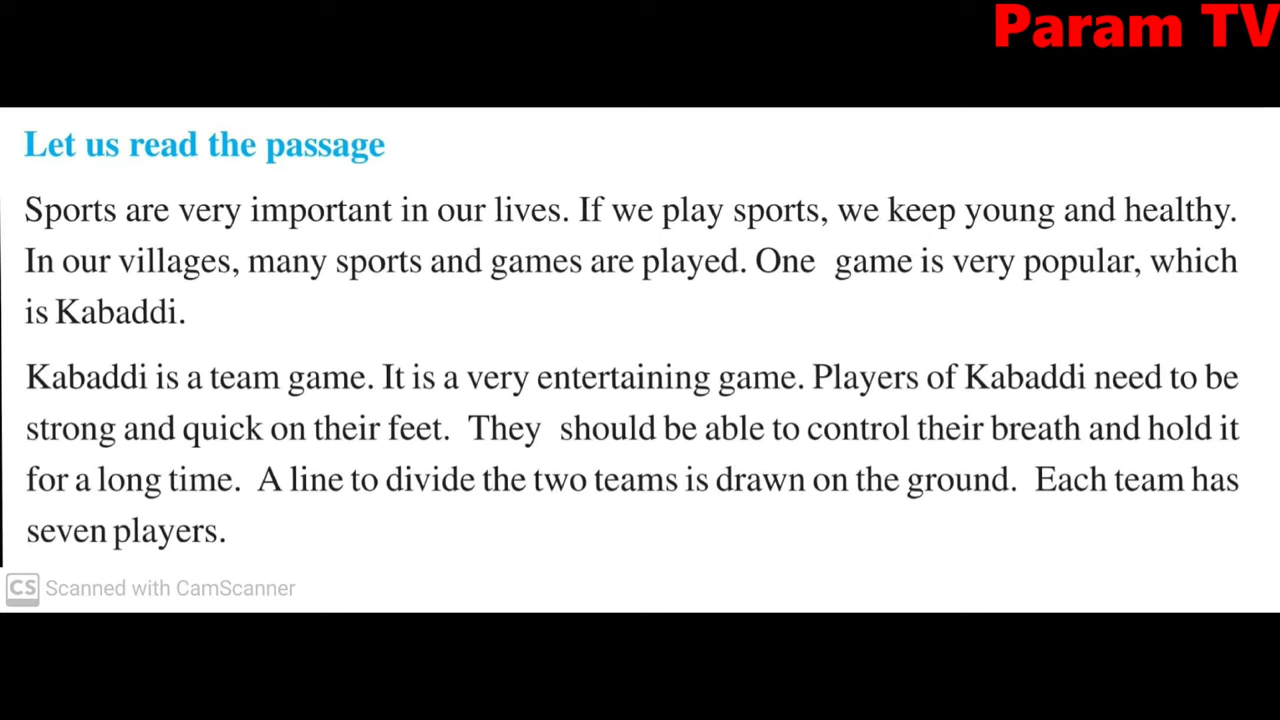 Param TV
Let us read the passage
Sports are very important in our lives. If we play sports, we keep young and healthy.
In our villages, many sports and games are played. One game is very popular, which
is Kabaddi.
Kabaddi is a team game. It is a very entertaining game. Players of Kabaddi need to be
strong and quick on their feet. They should be able to control their breath and hold it
for a long time. A line to divide the two teams is drawn on the ground. Each team has
seven players.
CS Scanned with CamScanner